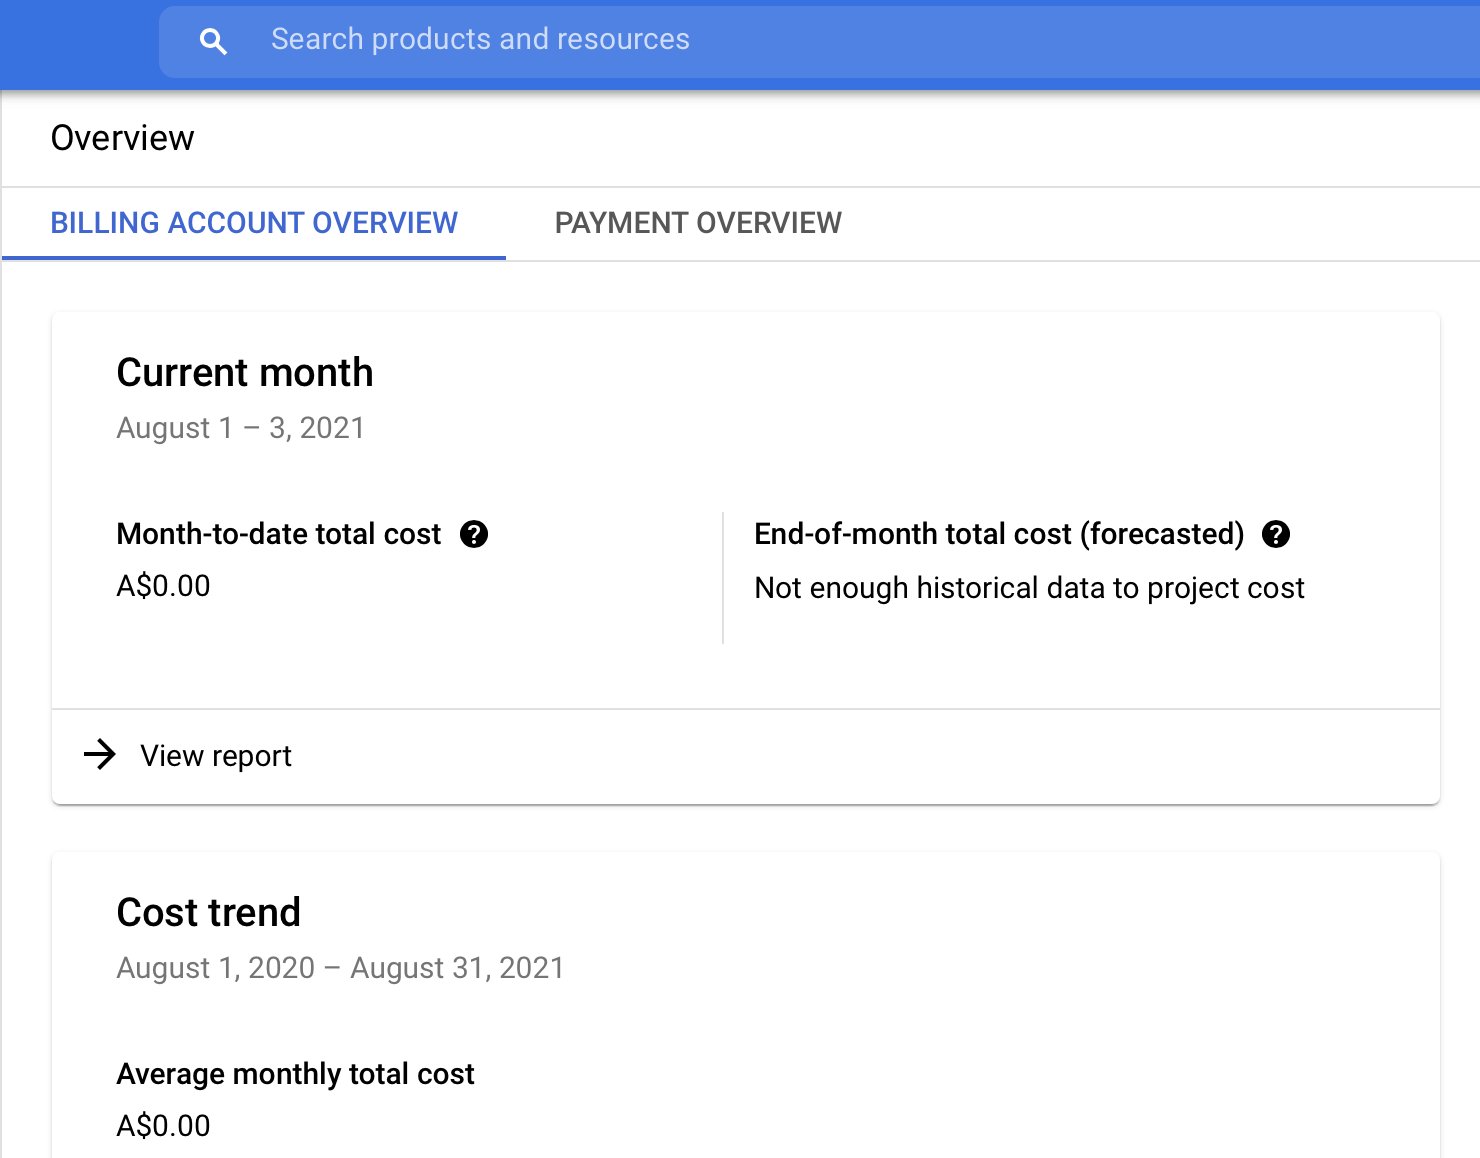 Search products and resources
Overview
BILLING ACCOUNT OVERVIEW PAYMENT OVERVIEW
Current month
August 1 – 3, 2021
Month-to-date total cost
A$0.00
End-of-month total cost (forecasted)
Not enough historical data to project cost
View report
Cost trend
August 1, 2020 – August 31, 2021
Average monthly total cost
A$0.00